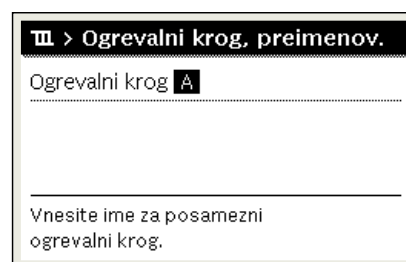 > Ogrevalni krog, preimenov.
Ogrevalni krog A
Vnesite ime za posamezni
ogrevalni krog.